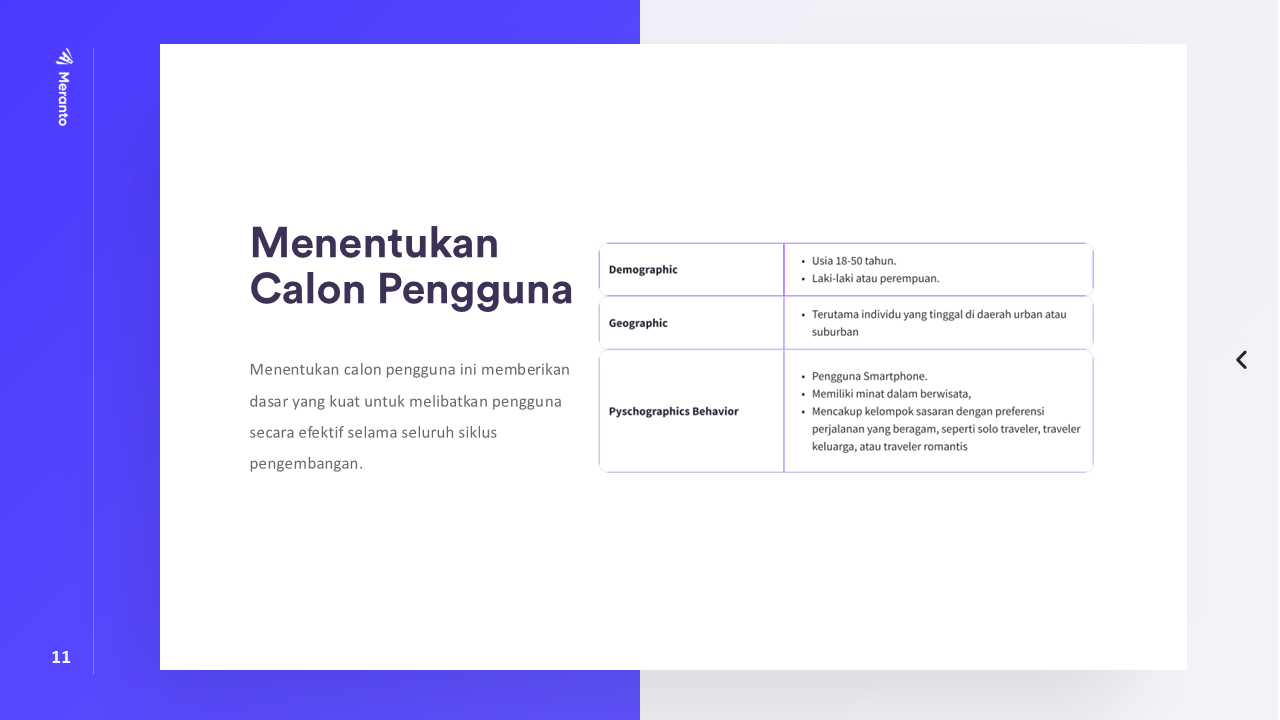 Meranto
Menentukan
Calon Pengguna
Menentukan calon pengguna ini memberikan
dasar yang kuat untuk melibatkan pengguna
secara efektif selama seluruh siklus
pengembangan.
Demographic
• Usia 18-50 tahun.
• Laki-laki atau perempuan.
Geographic
• Terutama individu yang tinggal di daerah urban atau
suburban
Pyschographics Behavior
• Pengguna Smartphone.
• Memiliki minat dalam berwisata,
• Mencakup kelompok sasaran dengan preferensi
perjalanan yang beragam, seperti solo traveler, traveler
keluarga, atau traveler romantis
11